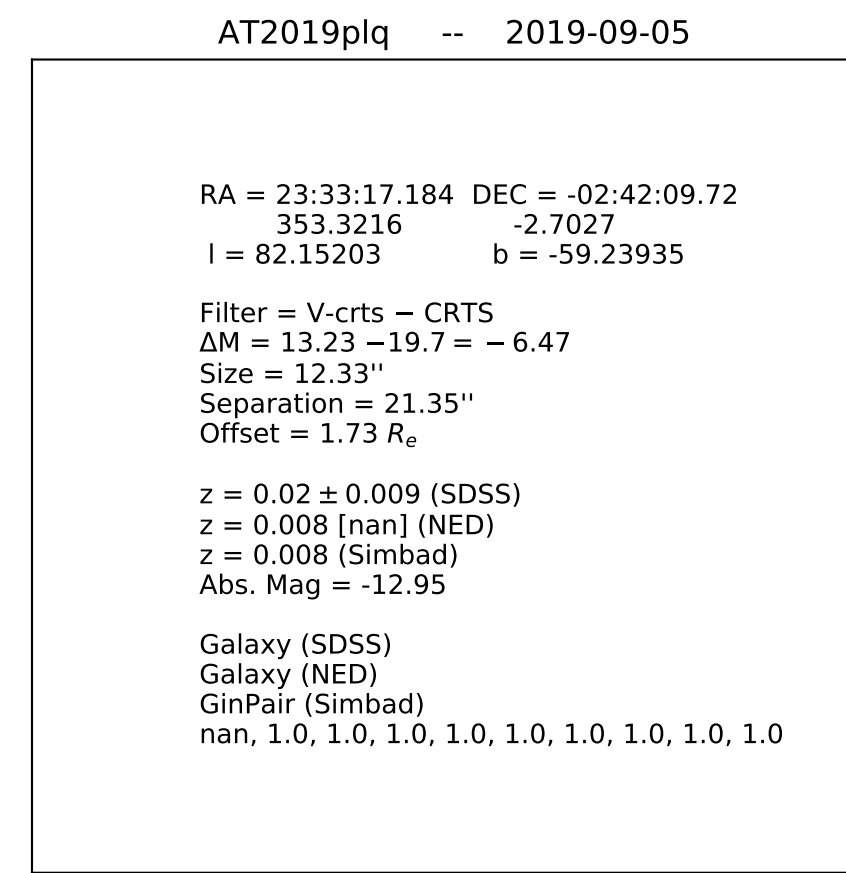 AT2019plq -- 2019-09-05
RA = 23:33:17.184 DEC = -02:42:09.72
353.3216 -2.7027
l = 82.15203 b = -59.23935
Filter = V-crts − CRTS
ΔM = 13.23 −19.7 = − 6.47
Size = 12.33''
Separation = 21.35''
Offset = 1.73 Rₑ
z = 0.02 ± 0.009 (SDSS)
z = 0.008 [nan] (NED)
z = 0.008 (Simbad)
Abs. Mag = -12.95
Galaxy (SDSS)
Galaxy (NED)
GinPair (Simbad)
nan, 1.0, 1.0, 1.0, 1.0, 1.0, 1.0, 1.0, 1.0, 1.0